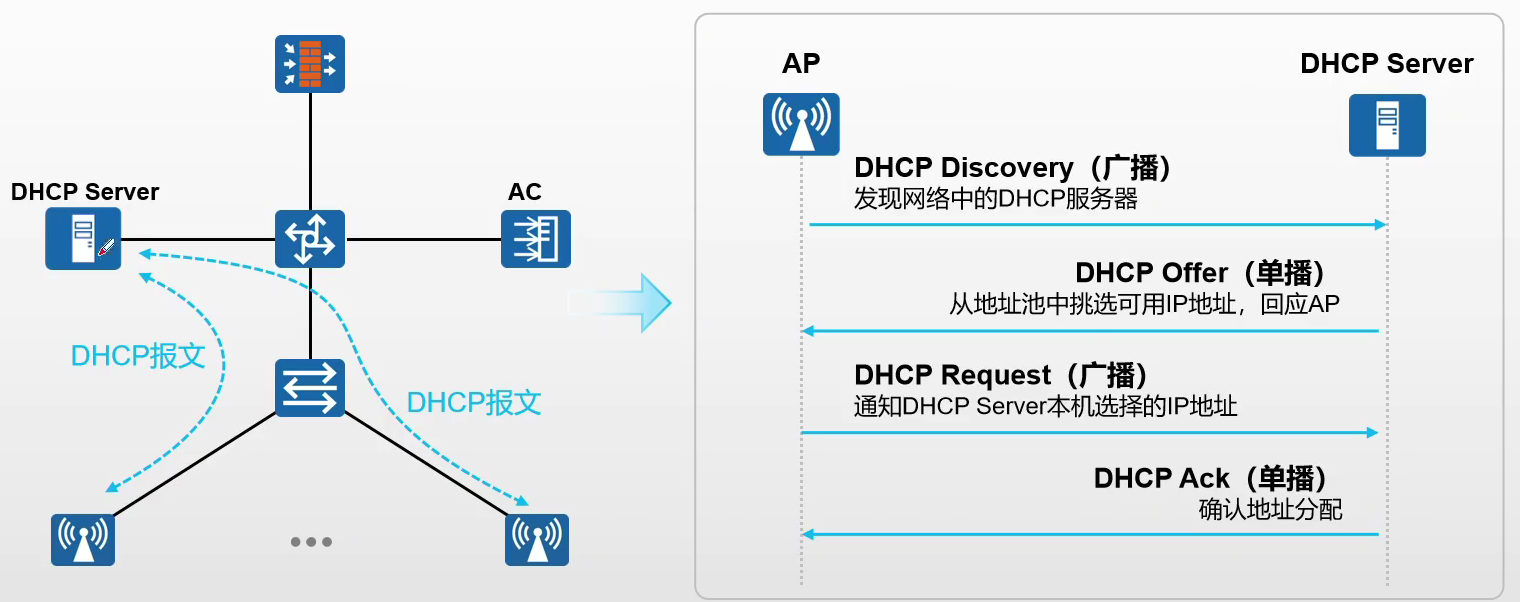 DHCP Server
AC
DHCP报文
DHCP报文
AP
DHCP Server
DHCP Discovery（广播）
发现网络中的DHCP服务器
DHCP Offer（单播）
从地址池中挑选可用IP地址，回应AP
DHCP Request（广播）
通知DHCP Server本机选择的IP地址
DHCP Ack（单播）
确认地址分配